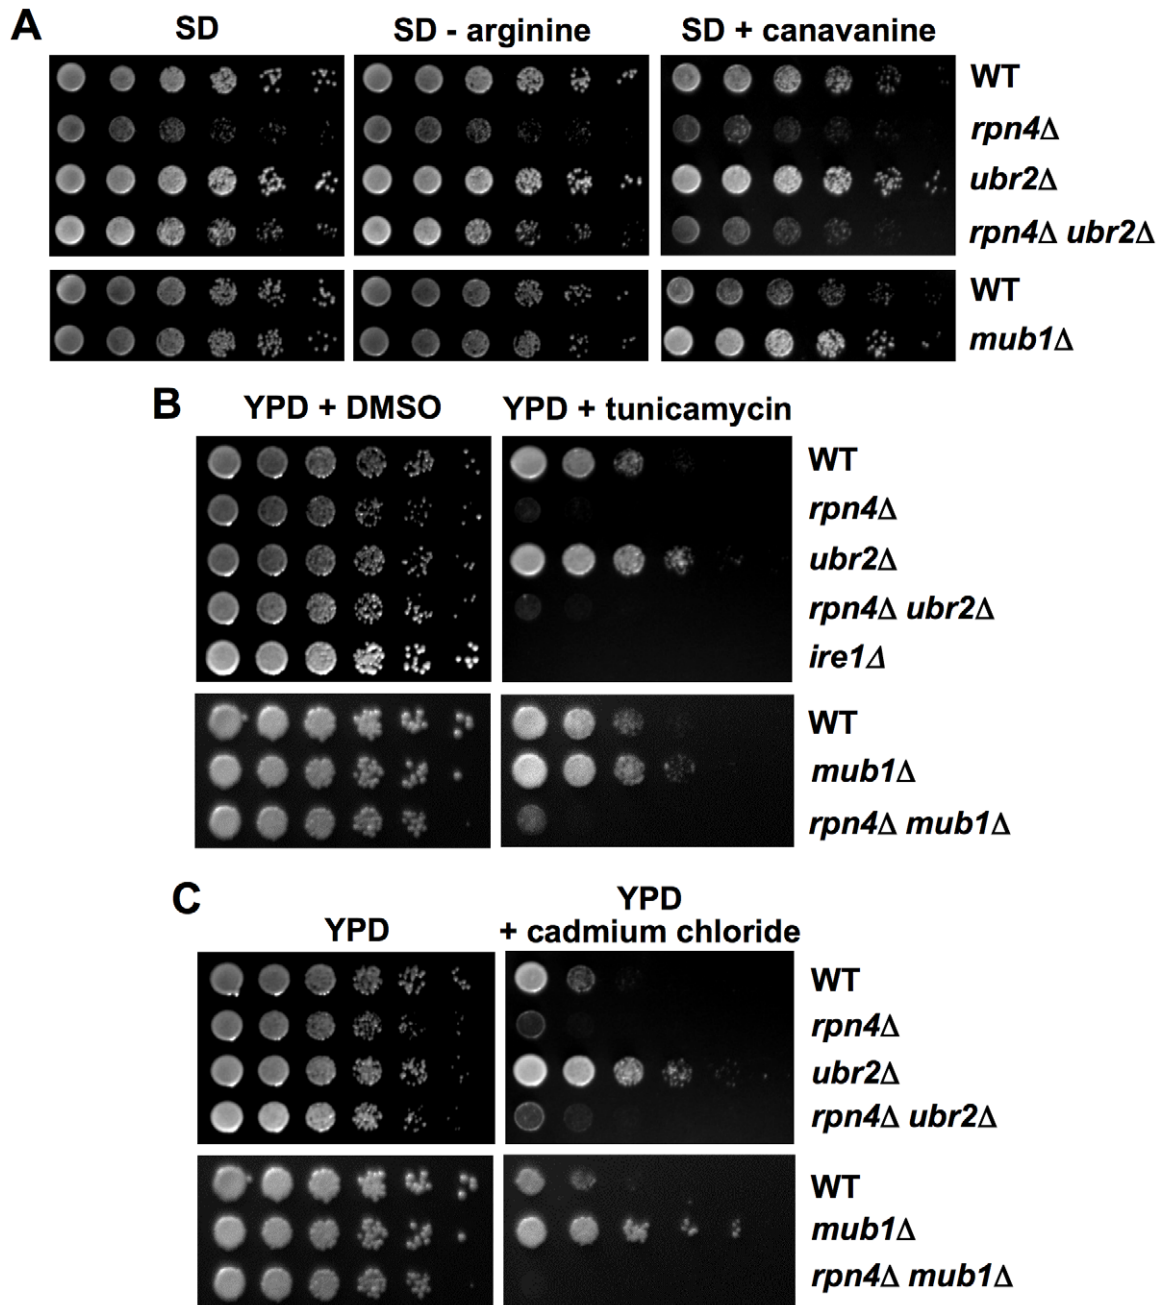 A
SD
SD - arginine
SD + canavanine
WT
rpn4Δ
ubr2Δ
rpn4Δ ubr2Δ
WT
mub1Δ
B
YPD + DMSO
YPD + tunicamycin
WT
rpn4Δ
ubr2Δ
rpn4Δ ubr2Δ
ire1Δ
WT
mub1Δ
rpn4Δ mub1Δ
C
YPD
YPD
+ cadmium chloride
WT
rpn4Δ
ubr2Δ
rpn4Δ ubr2Δ
WT
mub1Δ
rpn4Δ mub1Δ